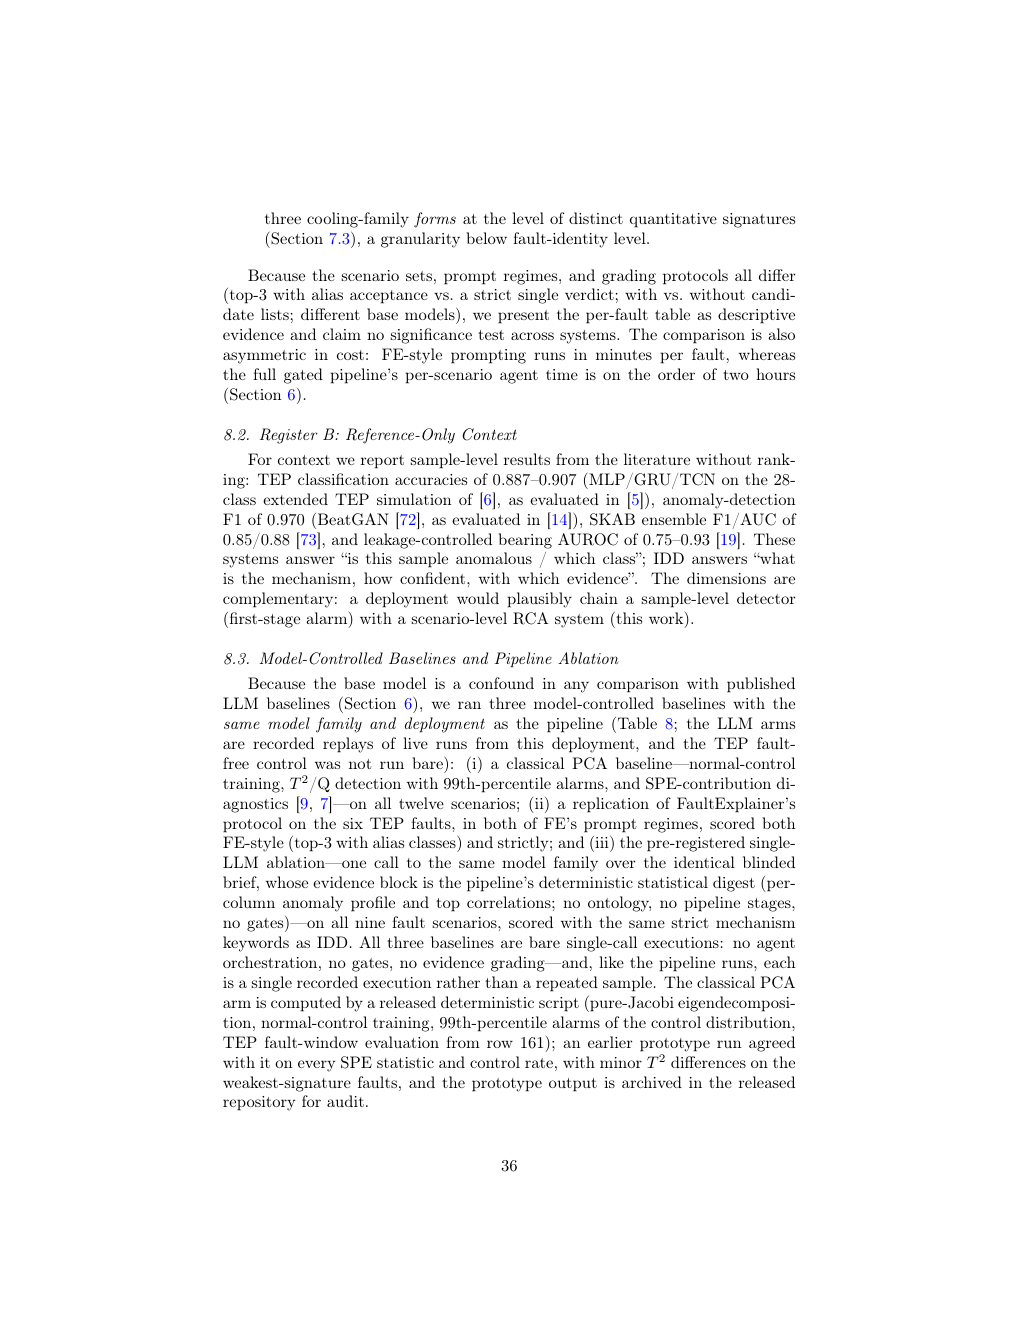 three cooling-family forms at the level of distinct quantitative signatures
(Section 7.3), a granularity below fault-identity level.
Because the scenario sets, prompt regimes, and grading protocols all differ
(top-3 with alias acceptance vs. a strict single verdict; with vs. without candi-
date lists; different base models), we present the per-fault table as descriptive
evidence and claim no significance test across systems. The comparison is also
asymmetric in cost: FE-style prompting runs in minutes per fault, whereas
the full gated pipeline's per-scenario agent time is on the order of two hours
(Section 6).
8.2. Register B: Reference-Only Context
For context we report sample-level results from the literature without rank-
ing: TEP classification accuracies of 0.887–0.907 (MLP/GRU/TCN on the 28-
class extended TEP simulation of [6], as evaluated in [5]), anomaly-detection
F1 of 0.970 (BeatGAN [72], as evaluated in [14]), SKAB ensemble F1/AUC of
0.85/0.88 [73], and leakage-controlled bearing AUROC of 0.75–0.93 [19]. These
systems answer “is this sample anomalous / which class”; IDD answers “what
is the mechanism, how confident, with which evidence”. The dimensions are
complementary: a deployment would plausibly chain a sample-level detector
(first-stage alarm) with a scenario-level RCA system (this work).
8.3. Model-Controlled Baselines and Pipeline Ablation
Because the base model is a confound in any comparison with published
LLM baselines (Section 6), we ran three model-controlled baselines with the
same model family and deployment as the pipeline (Table 8; the LLM arms
are recorded replays of live runs from this deployment, and the TEP fault-
free control was not run bare): (i) a classical PCA baseline—normal-control
training, T²/Q detection with 99th-percentile alarms, and SPE-contribution di-
agnostics [9, 7]—on all twelve scenarios; (ii) a replication of FaultExplainer's
protocol on the six TEP faults, in both of FE's prompt regimes, scored both
FE-style (top-3 with alias classes) and strictly; and (iii) the pre-registered single-
LLM ablation—one call to the same model family over the identical blinded
brief, whose evidence block is the pipeline's deterministic statistical digest (per-
column anomaly profile and top correlations; no ontology, no pipeline stages,
no gates)—on all nine fault scenarios, scored with the same strict mechanism
keywords as IDD. All three baselines are bare single-call executions: no agent
orchestration, no gates, no evidence grading—and, like the pipeline runs, each
is a single recorded execution rather than a repeated sample. The classical PCA
arm is computed by a released deterministic script (pure-Jacobi eigendecomposi-
tion, normal-control training, 99th-percentile alarms of the control distribution,
TEP fault-window evaluation from row 161); an earlier prototype run agreed
with it on every SPE statistic and control rate, with minor T² differences on the
weakest-signature faults, and the prototype output is archived in the released
repository for audit.
36